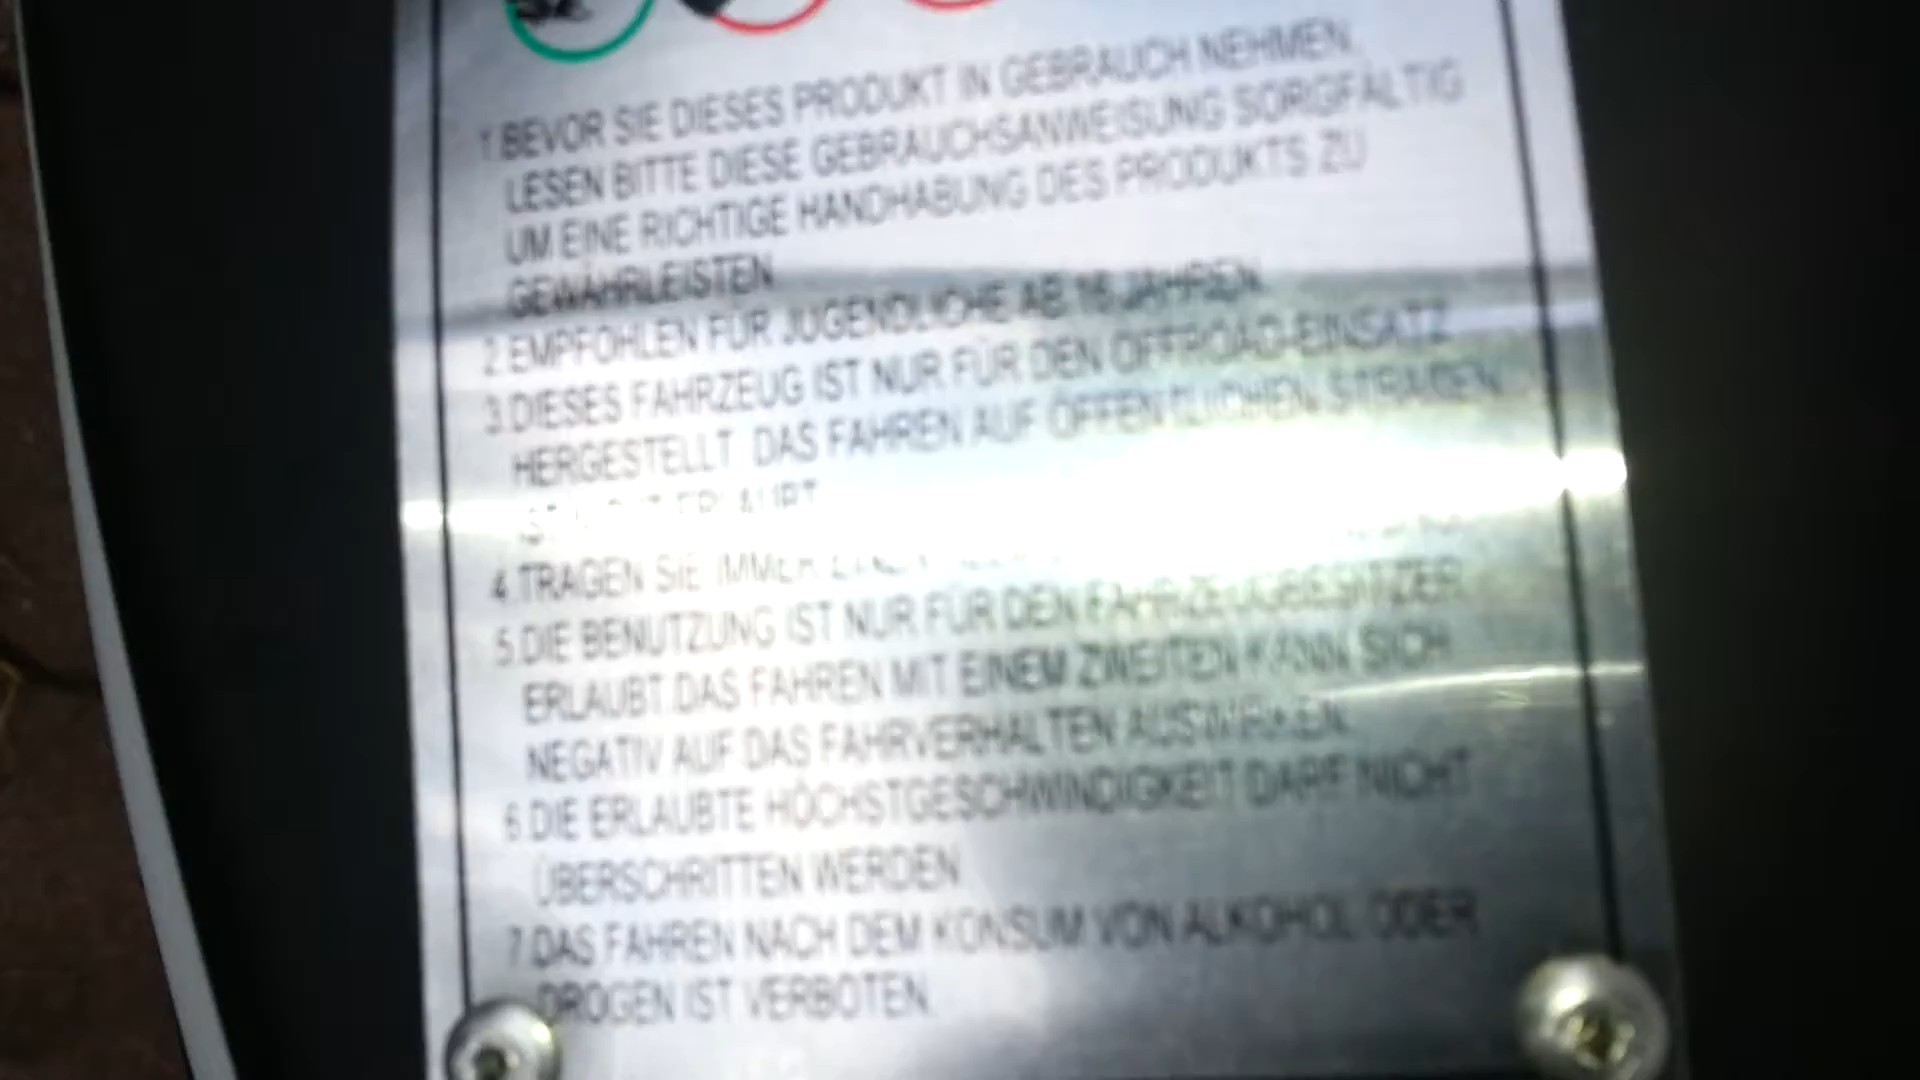 1.BEVOR SIE DIESES PRODUKT IN GEBRAUCH NEHMEN,
LESEN BITTE DIESE GEBRAUCHSANWEISUNG SORGFÄLTIG
UM EINE RICHTIGE HANDHABUNG DES PRODUKTS ZU
GEWÄHRLEISTEN
2.EMPFOHLEN FÜR JUGENDLICHE AB 16 JAHREN.
3.DIESES FAHRZEUG IST NUR FÜR DEN OFFROAD-EINSATZ
HERGESTELLT. DAS FAHREN AUF ÖFFENTLICHEN STRAßEN
IST NICHT ERLAUBT
4.TRAGEN SIE IMMER EINEN
5.DIE BENUTZUNG IST NUR FÜR DEN FAHRZEUGBESITZER
ERLAUBT.DAS FAHREN MIT EINEM ZWEITEN KANN SICH
NEGATIV AUF DAS FAHRVERHALTEN AUSWIRKEN.
6.DIE ERLAUBTE HÖCHSTGESCHWINDIGKEIT DARF NICHT
ÜBERSCHRITTEN WERDEN
7.DAS FAHREN NACH DEM KONSUM VON ALKOHOL ODER
DROGEN IST VERBOTEN.